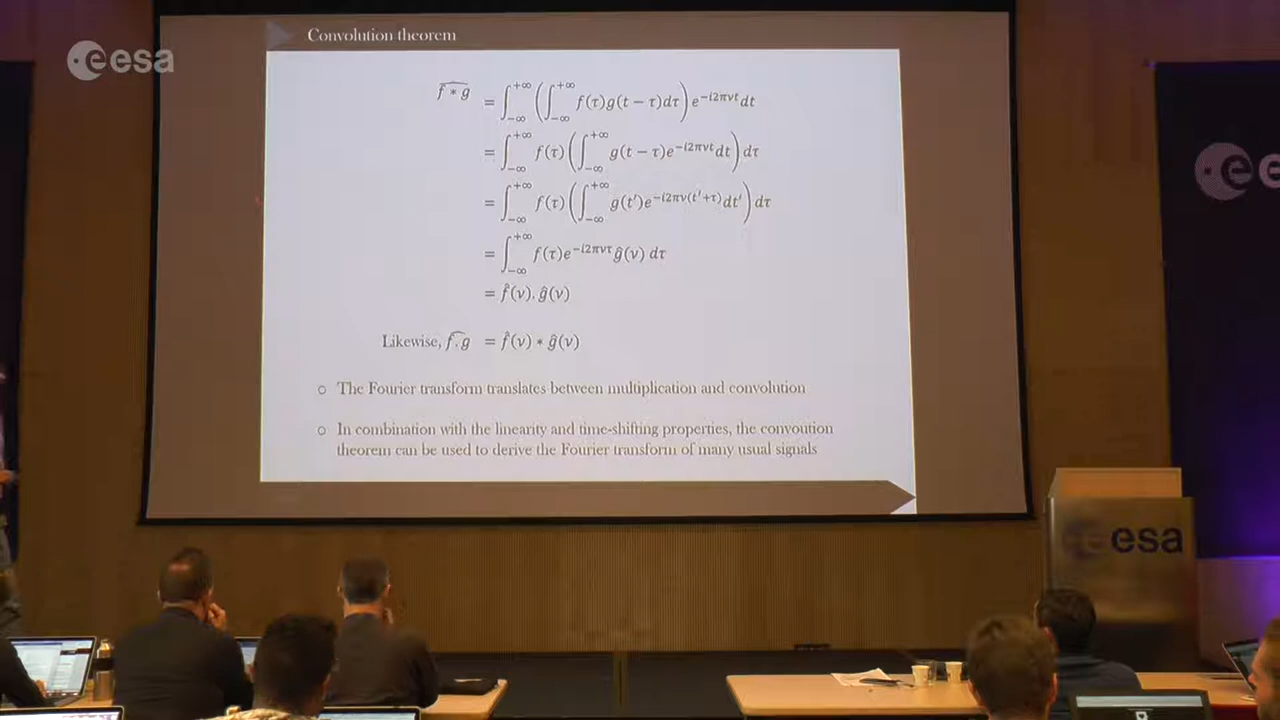 esa
Convolution theorem
\widehat{f * g} = ∫_{−∞}^{+∞} (∫_{−∞}^{+∞} f(τ)g(t − τ)dτ) e^{−i2πνt} dt
= ∫_{−∞}^{+∞} f(τ) (∫_{−∞}^{+∞} g(t − τ)e^{−i2πνt} dt) dτ
= ∫_{−∞}^{+∞} f(τ) (∫_{−∞}^{+∞} g(t′)e^{−i2πν(t′+τ)} dt′) dτ
= ∫_{−∞}^{+∞} f(τ)e^{−i2πντ} ĝ(ν) dτ
= f̂(ν). ĝ(ν)
Likewise, \widehat{f. g} = f̂(ν) * ĝ(ν)
○ The Fourier transform translates between multiplication and convolution
○ In combination with the linearity and time-shifting properties, the convoution
theorem can be used to derive the Fourier transform of many usual signals
esa